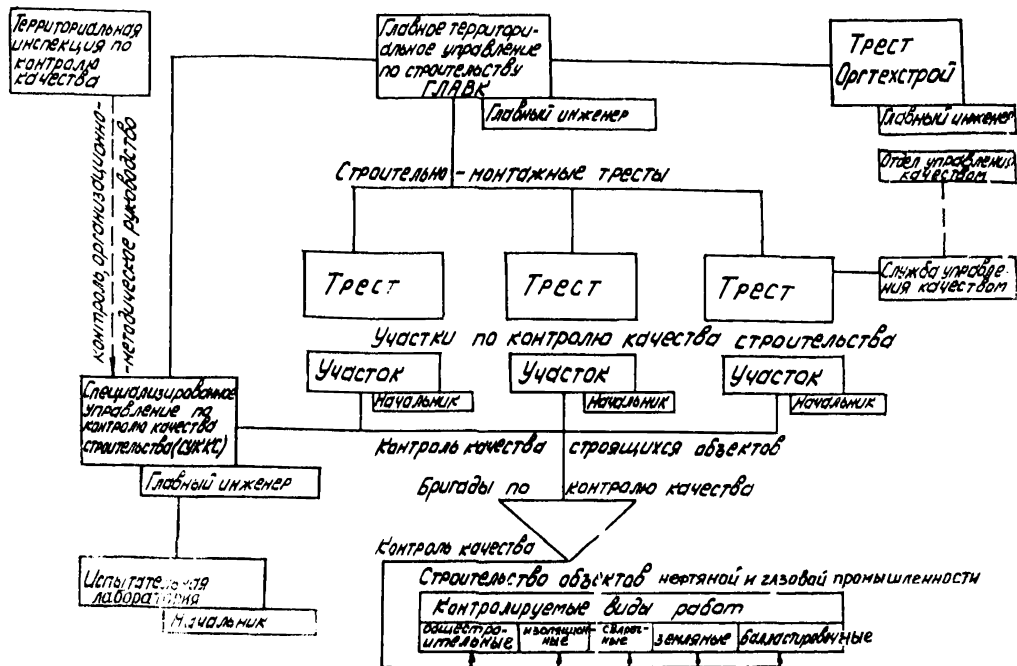 Территориальная
инспекция по
контролю
качества
Главное территори-
альное управление
по строительству
ГЛАВК
Главный инженер
Трест
Оргтехстрой
Главный инженер
Отдел управления
качеством
контроль, организационно-
-методическое руководство
Строительно-монтажные тресты
Трест
Трест
Трест
Служба управле-
ния качеством
Участки по контролю качества строительства
Участок
Начальник
Участок
Начальник
Участок
Начальник
Специализированное
управление по
контролю качества
строительства (СУККС)
Главный инженер
Контроль качества строящихся объектов
Бригады по контролю качества
Контроль качества
Испытательная
лаборатория
Начальник
Строительство объектов нефтяной и газовой промышленности
Контролируемые виды работ
общестро-
ительные
изоляцион-
ные
свароч-
ные
земляные
балластировочные